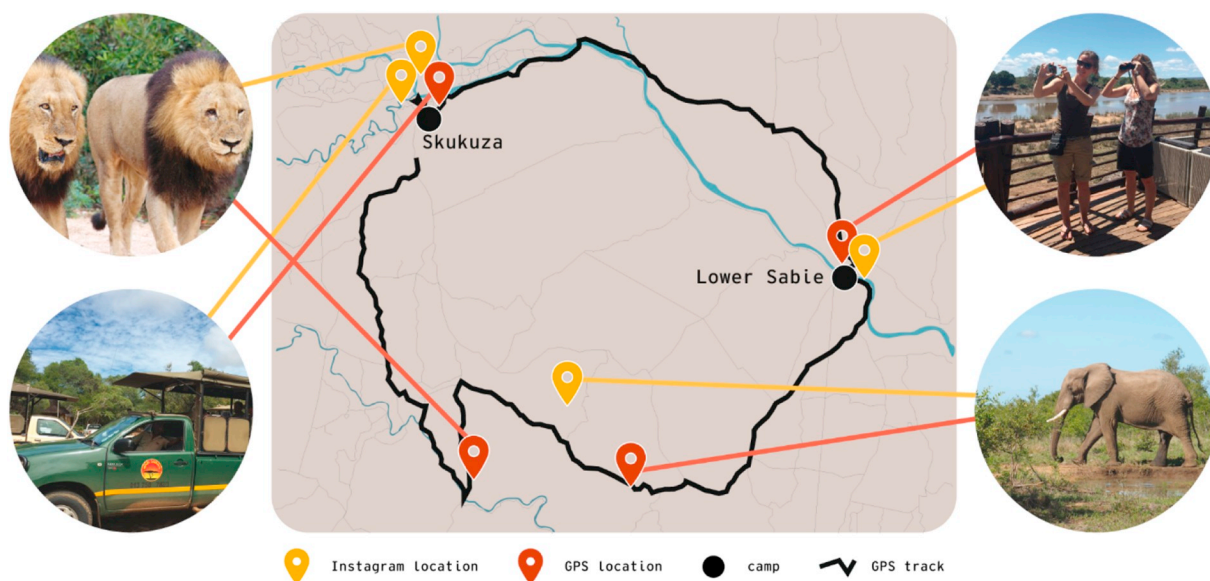 Skukuza
Lower Sabie
Instagram location
GPS location
camp
GPS track